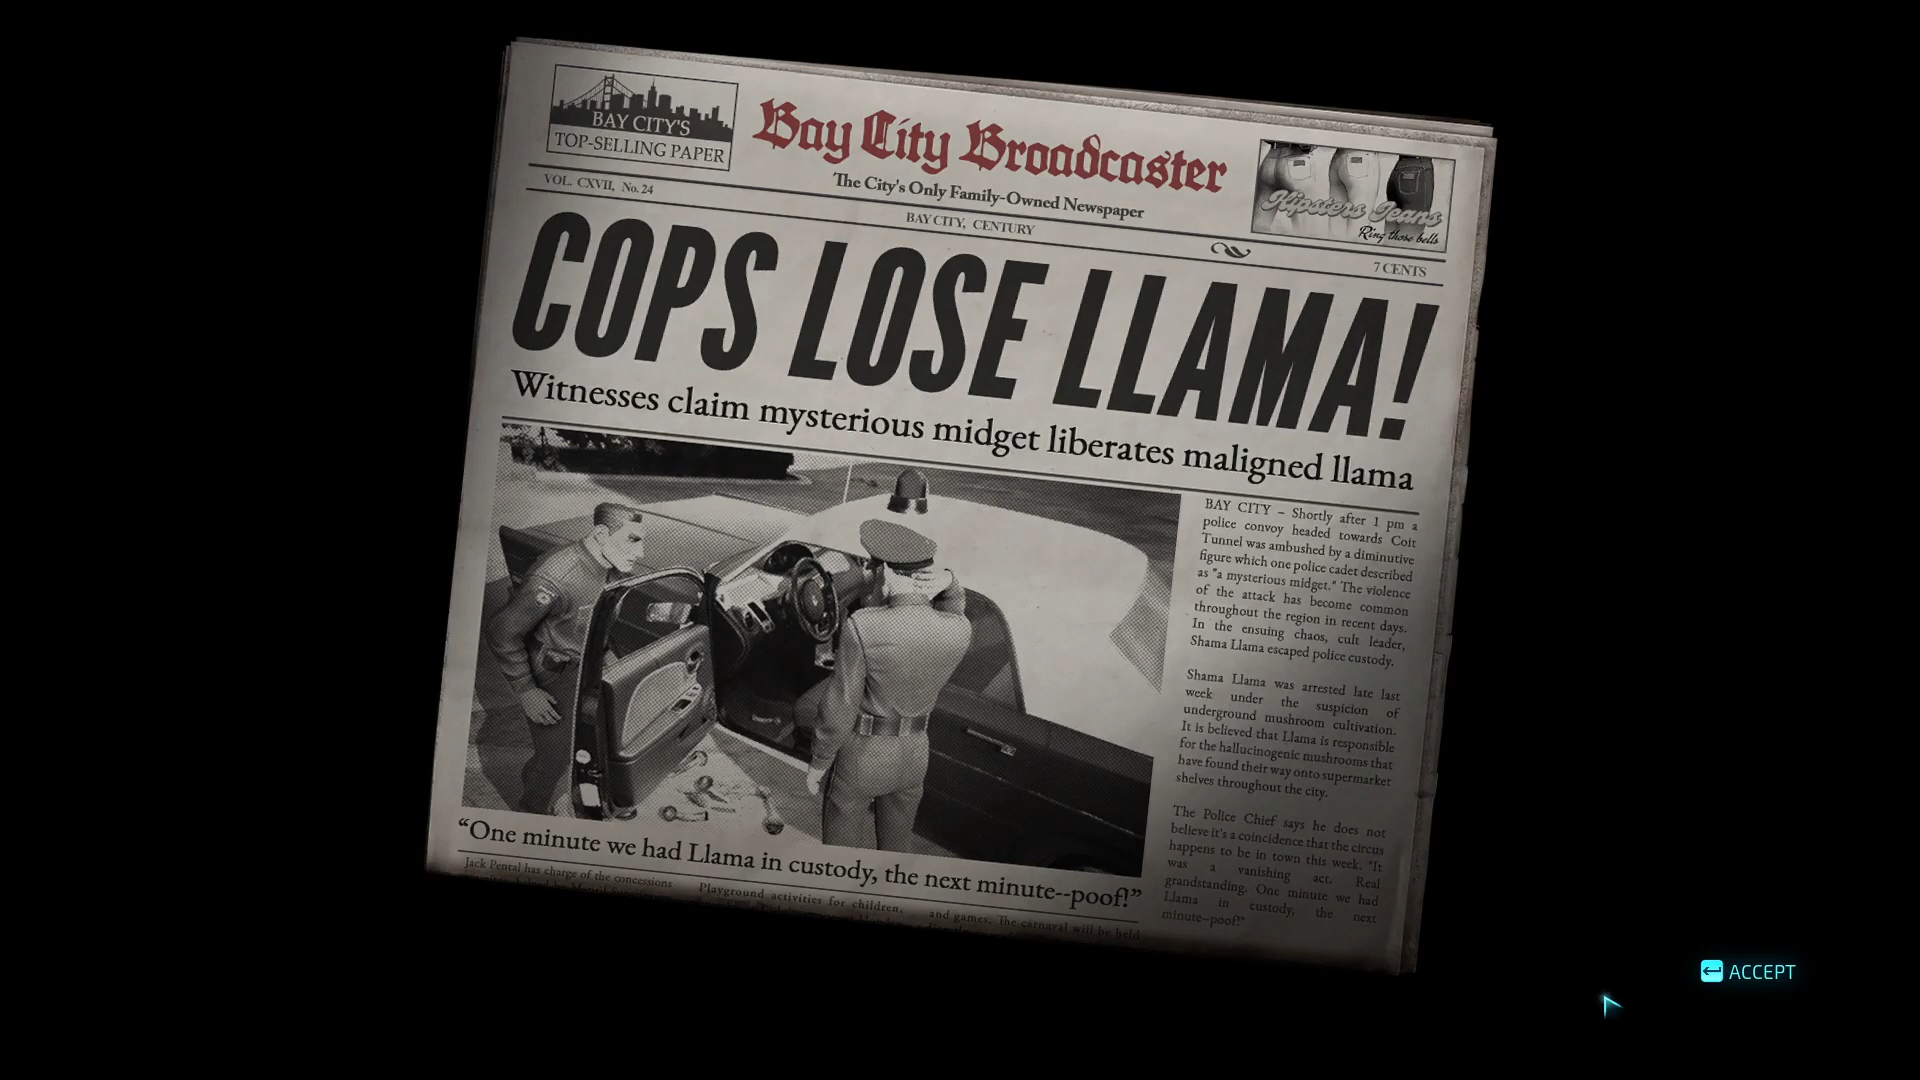 BAY CITY'S
TOP-SELLING PAPER
Bay City Broadcaster
The City's Only Family-Owned Newspaper
Hipsters Jeans
Ring those bells
VOL. CXVII, No. 24
BAY CITY, CENTURY
7 CENTS
COPS LOSE LLAMA!
Witnesses claim mysterious midget liberates maligned llama
BAY CITY – Shortly after 1 pm a
police convoy headed towards Coit
Tunnel was ambushed by a diminutive
figure which one police cadet described
as "a mysterious midget." The violence
of the attack has become common
throughout the region in recent days.
In the ensuing chaos, cult leader,
Shama Llama escaped police custody.
Shama Llama was arrested late last
week under the suspicion of
underground mushroom cultivation.
It is believed that Llama is responsible
for the hallucinogenic mushrooms that
have found their way onto supermarket
shelves throughout the city.
The Police Chief says he does not
believe it's a coincidence that the circus
happens to be in town this week. "It
was a vanishing act. Real
grandstanding. One minute we had
Llama in custody, the next
minute--poof!"
“One minute we had Llama in custody, the next minute--poof!”
Jack Pental has charge of the concessions
Playground activities for children,
and games. The carnaval will be held
ACCEPT